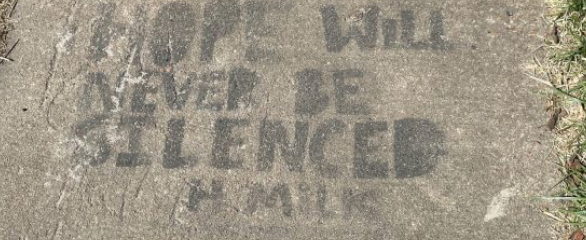 HOPE WILL
NEVER BE
SILENCED
H MILK